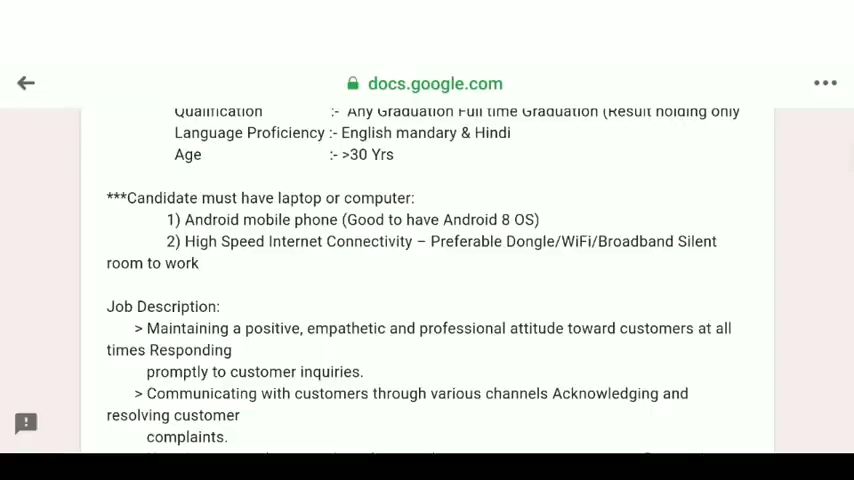 docs.google.com
Qualification :- Any Graduation Full time Graduation (Result holding only
Language Proficiency :- English mandary & Hindi
Age :- >30 Yrs
***Candidate must have laptop or computer:
1) Android mobile phone (Good to have Android 8 OS)
2) High Speed Internet Connectivity – Preferable Dongle/WiFi/Broadband Silent
room to work
Job Description:
> Maintaining a positive, empathetic and professional attitude toward customers at all
times Responding
promptly to customer inquiries.
> Communicating with customers through various channels Acknowledging and
resolving customer
complaints.